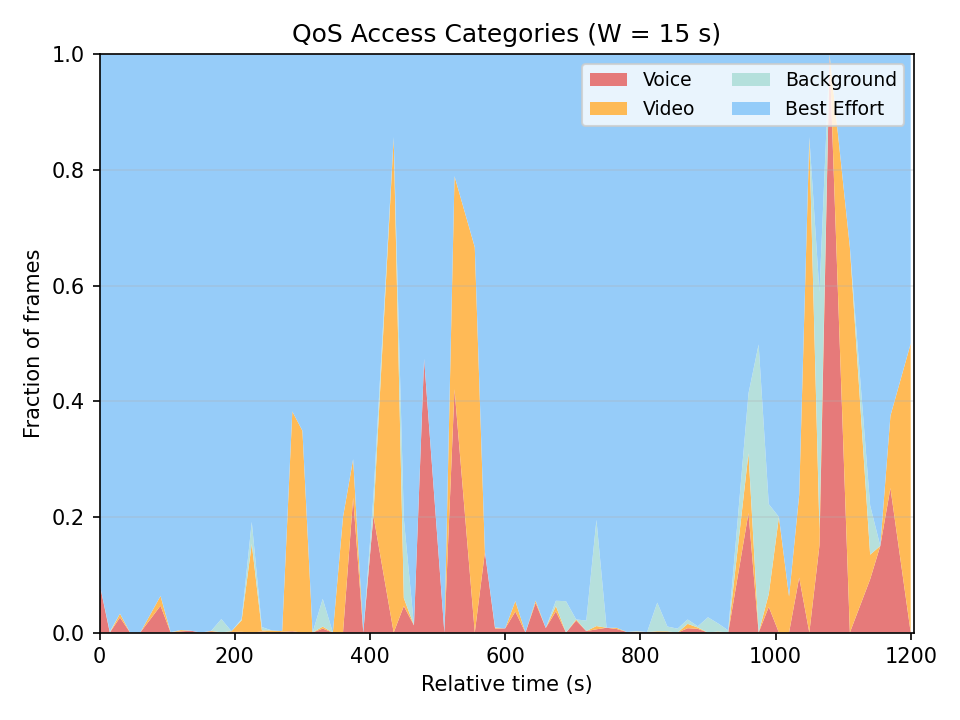 QoS Access Categories (W = 15 s)
Voice
Video
Background
Best Effort
Fraction of frames
1.0
0.8
0.6
0.4
0.2
0.0
0 200 400 600 800 1000 1200
Relative time (s)